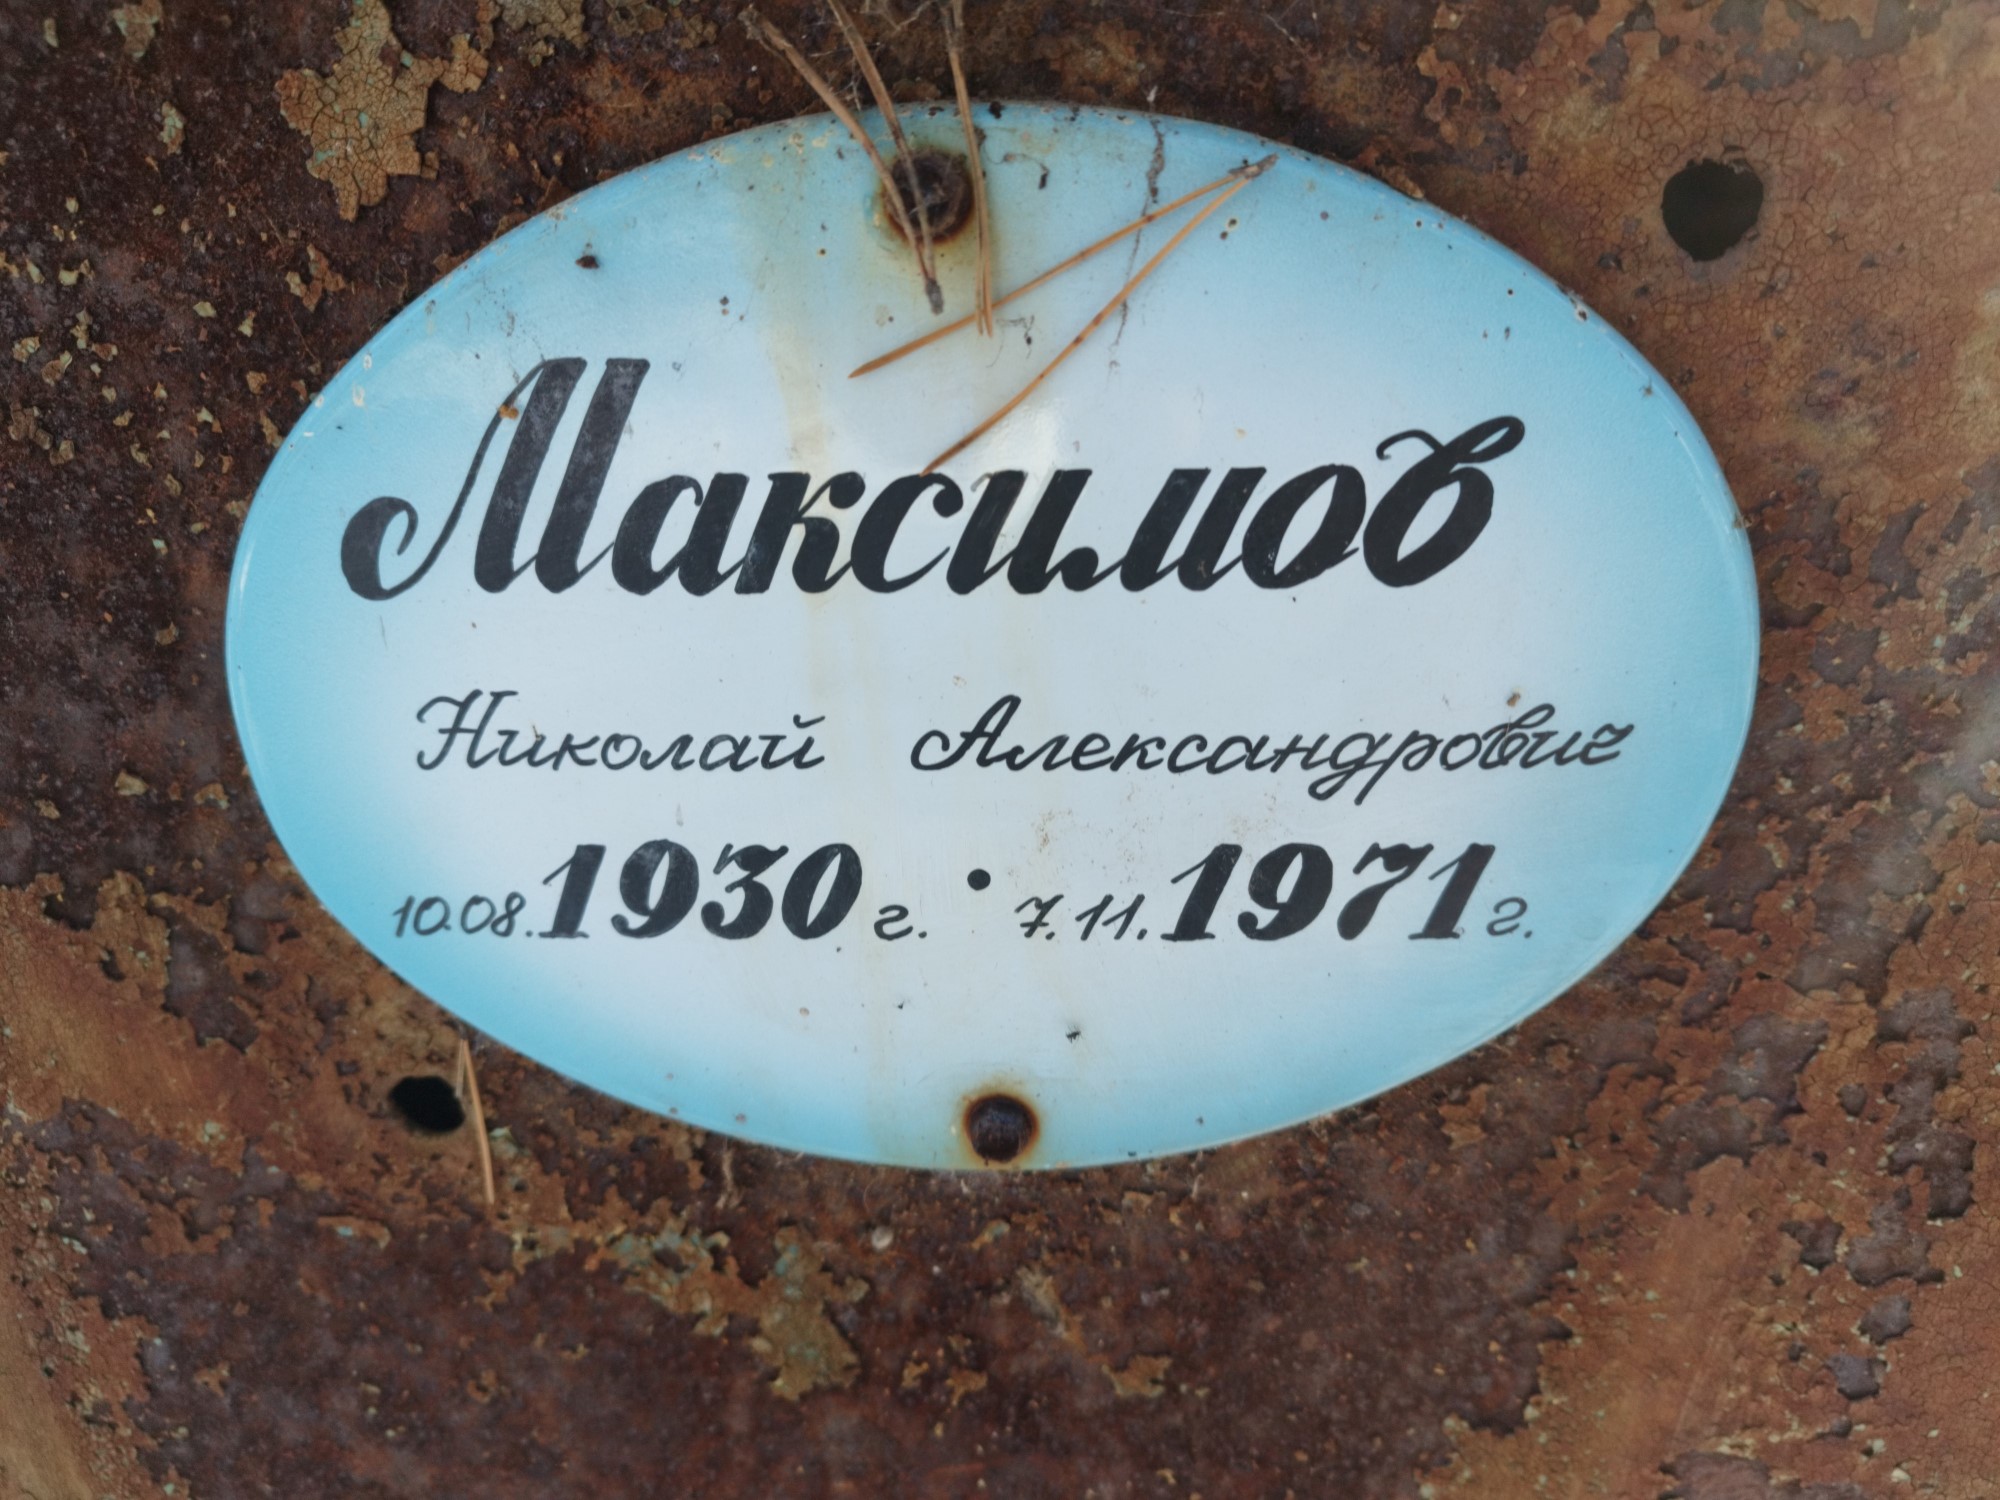 Максимов
Николай Александрович
10.08.1930 г. • 7.11.1971 г.